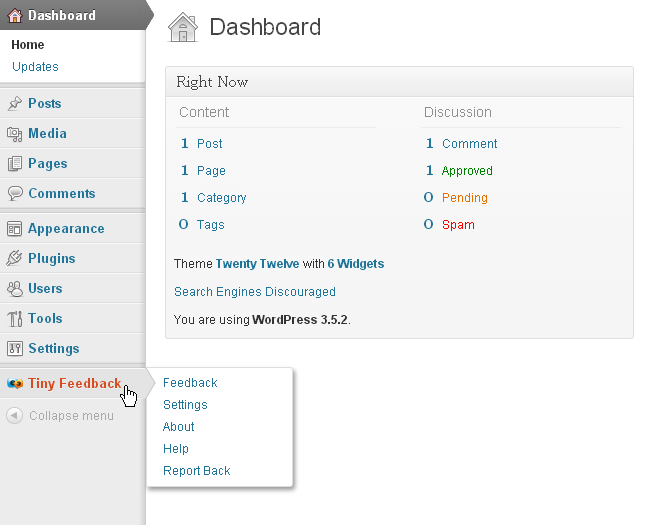 Dashboard
Home
Updates
Posts
Media
Pages
Comments
Appearance
Plugins
Users
Tools
Settings
Tiny Feedback
Collapse menu
Feedback
Settings
About
Help
Report Back
Dashboard
Right Now
Content
1 Post
1 Page
1 Category
0 Tags
Discussion
1 Comment
1 Approved
0 Pending
0 Spam
Theme Twenty Twelve with 6 Widgets
Search Engines Discouraged
You are using WordPress 3.5.2.